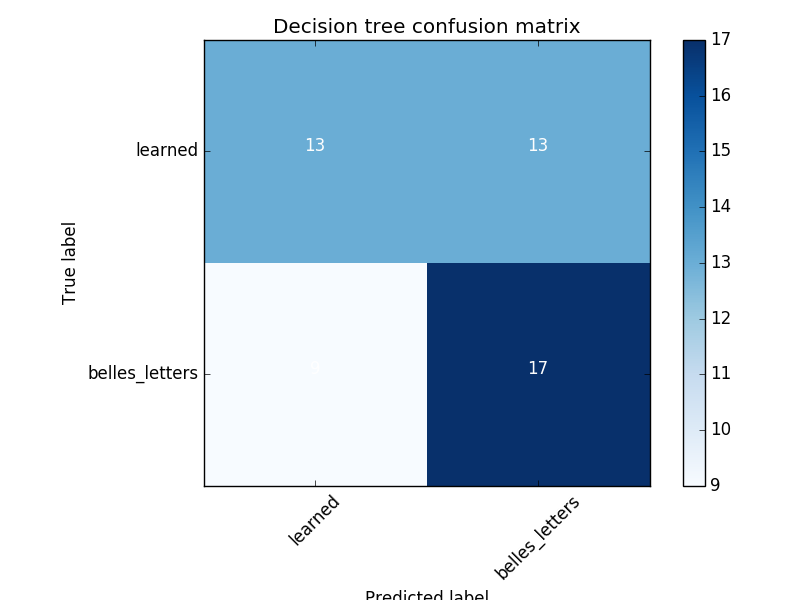 Decision tree confusion matrix
True label
learned
belles_letters
13
13
9
17
learned
belles_letters
Predicted label
17
16
15
14
13
12
11
10
9